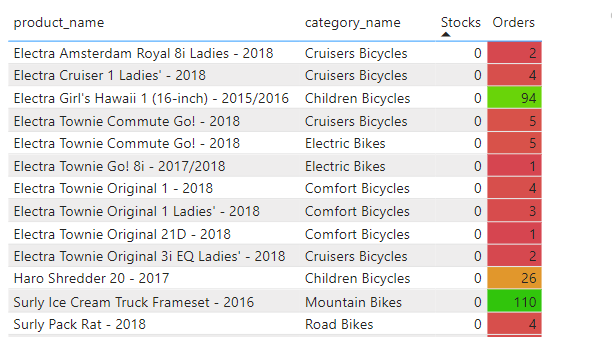 product_name category_name Stocks Orders
Electra Amsterdam Royal 8i Ladies - 2018 Cruisers Bicycles 0 2
Electra Cruiser 1 Ladies' - 2018 Cruisers Bicycles 0 4
Electra Girl's Hawaii 1 (16-inch) - 2015/2016 Children Bicycles 0 94
Electra Townie Commute Go! - 2018 Cruisers Bicycles 0 5
Electra Townie Commute Go! - 2018 Electric Bikes 0 5
Electra Townie Go! 8i - 2017/2018 Electric Bikes 0 1
Electra Townie Original 1 - 2018 Comfort Bicycles 0 4
Electra Townie Original 1 Ladies' - 2018 Comfort Bicycles 0 3
Electra Townie Original 21D - 2018 Comfort Bicycles 0 1
Electra Townie Original 3i EQ Ladies' - 2018 Cruisers Bicycles 0 2
Haro Shredder 20 - 2017 Children Bicycles 0 26
Surly Ice Cream Truck Frameset - 2016 Mountain Bikes 0 110
Surly Pack Rat - 2018 Road Bikes 0 4